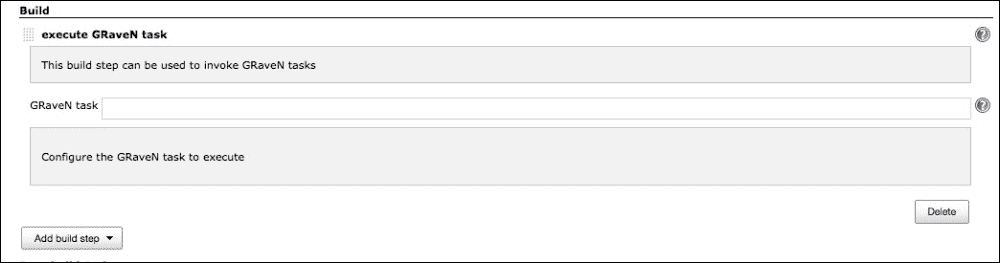 Build
execute GRaveN task
This build step can be used to invoke GRaveN tasks
GRaveN task
Configure the GRaveN task to execute
Delete
Add build step